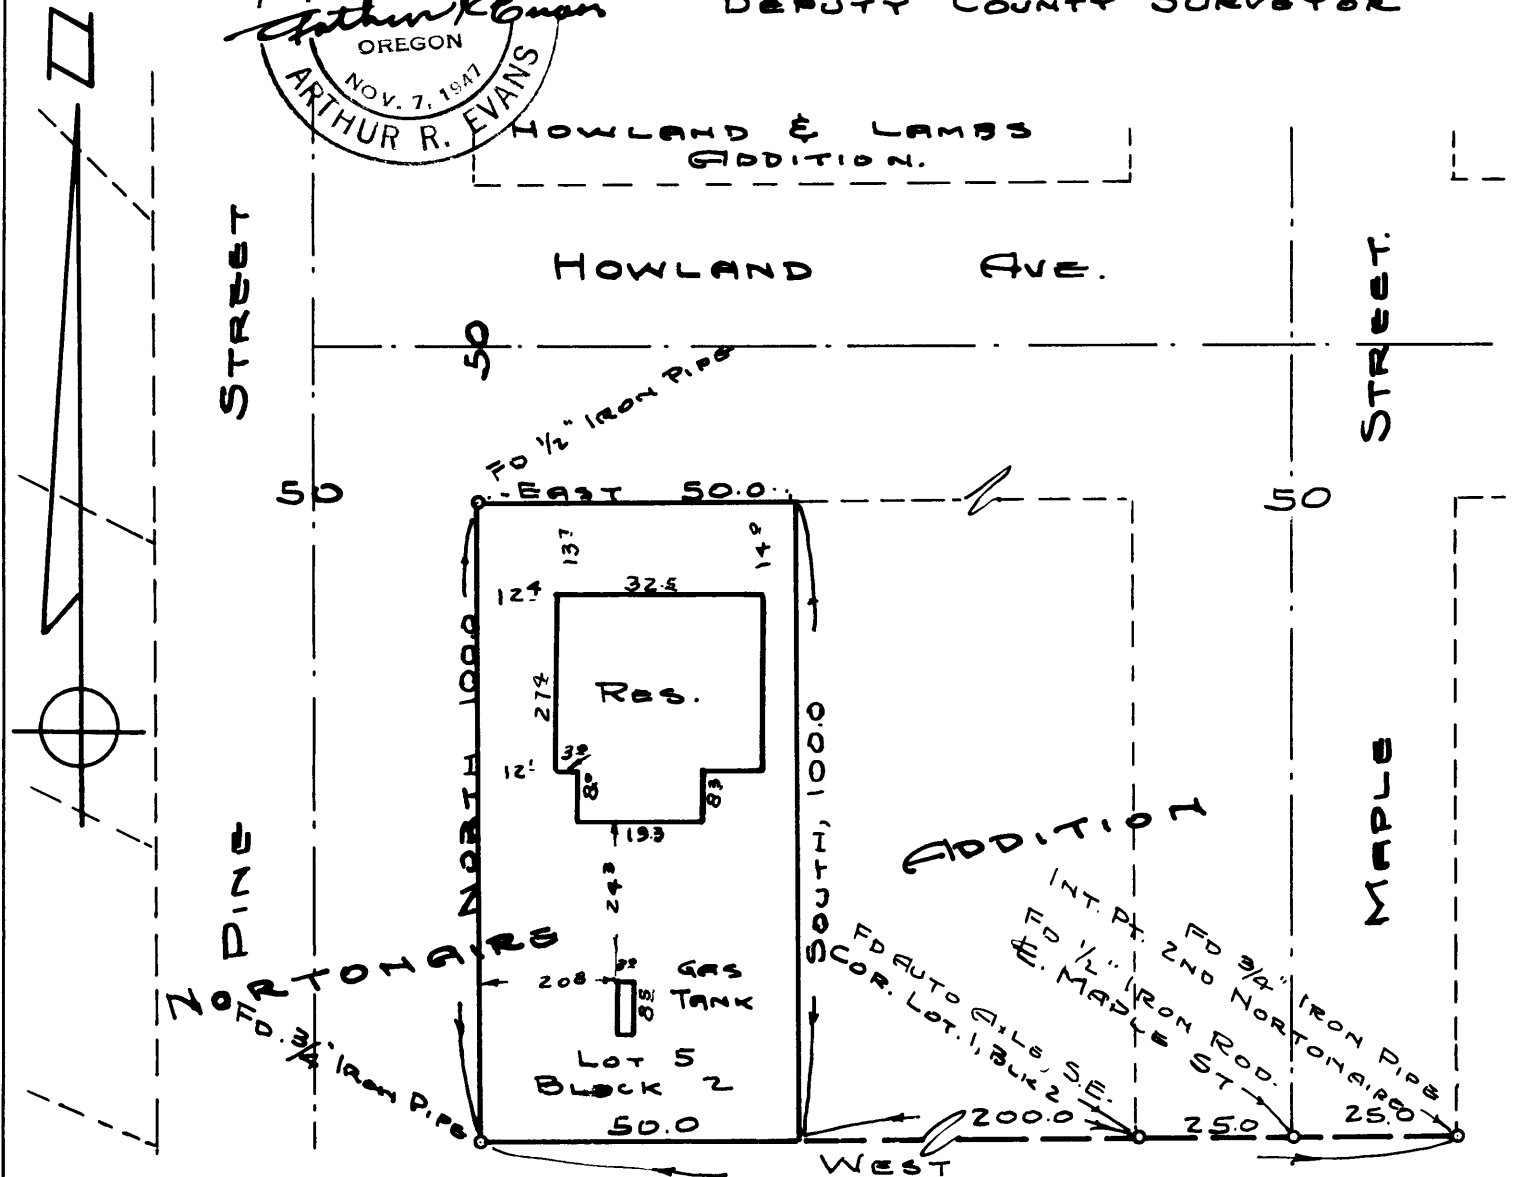 DEPUTY COUNTY SURVEYOR
OREGON
NOV. 7, 1947
ARTHUR R. EVANS
HOWLAND & LAMBS
ADDITION.
HOWLAND AVE.
STREET
STREET.
50
FD 1/2" IRON PIPE
50
EAST 50.0
50
13.7
14.9
12.4
32.5
NORTH 100.0
27.4
RES.
12.1
3.9
8.0
8.3
19.3
SOUTH, 100.0
24.3
PINE
MAPLE
NORTONAIRE ADDITION
20.8
GAS
TANK
8.5
FD. 3/4" IRON PIPE
LOT 5
BLOCK 2
FD AUTO AXLE, S.E.
COR. LOT. 1, BLK 2
FD 1/2" IRON ROD.
E. MAPLE ST
INT. PT. 2ND NORTONAIRE
FD 3/4" IRON PIPE
50.0
200.0
25.0
25.0
WEST